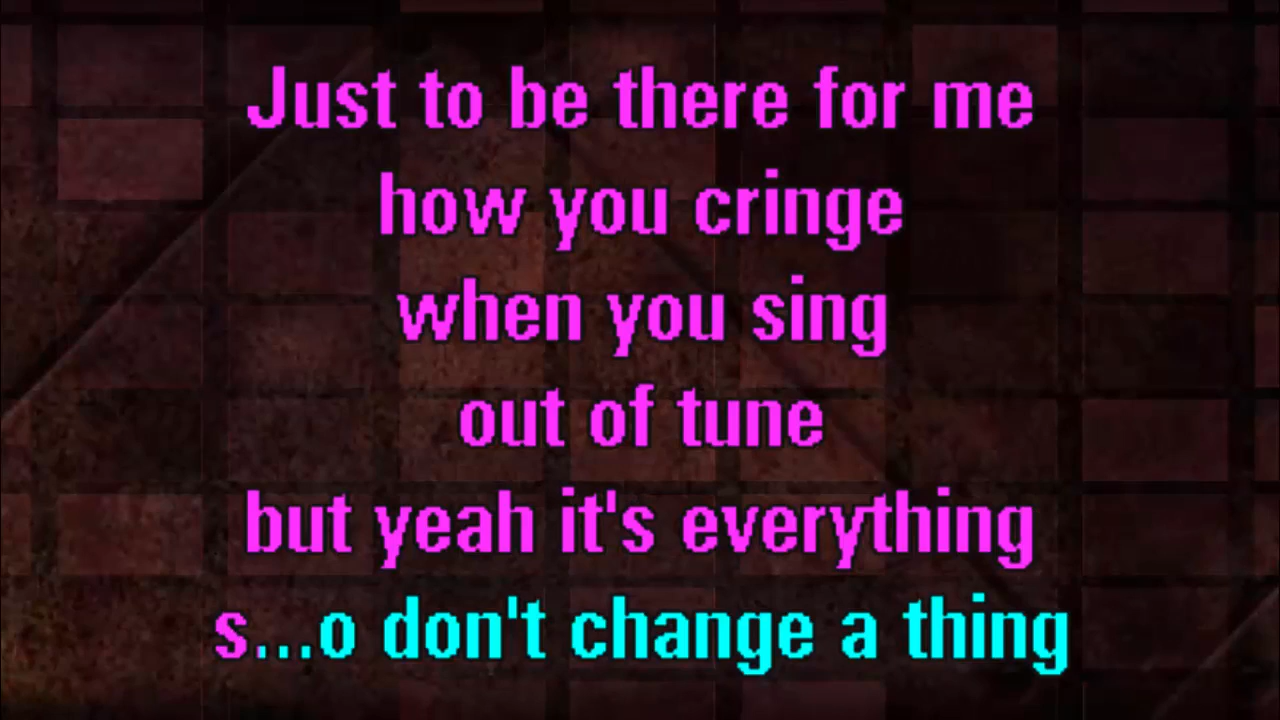 Just to be there for me
how you cringe
when you sing
out of tune
but yeah it's everything
s...o don't change a thing